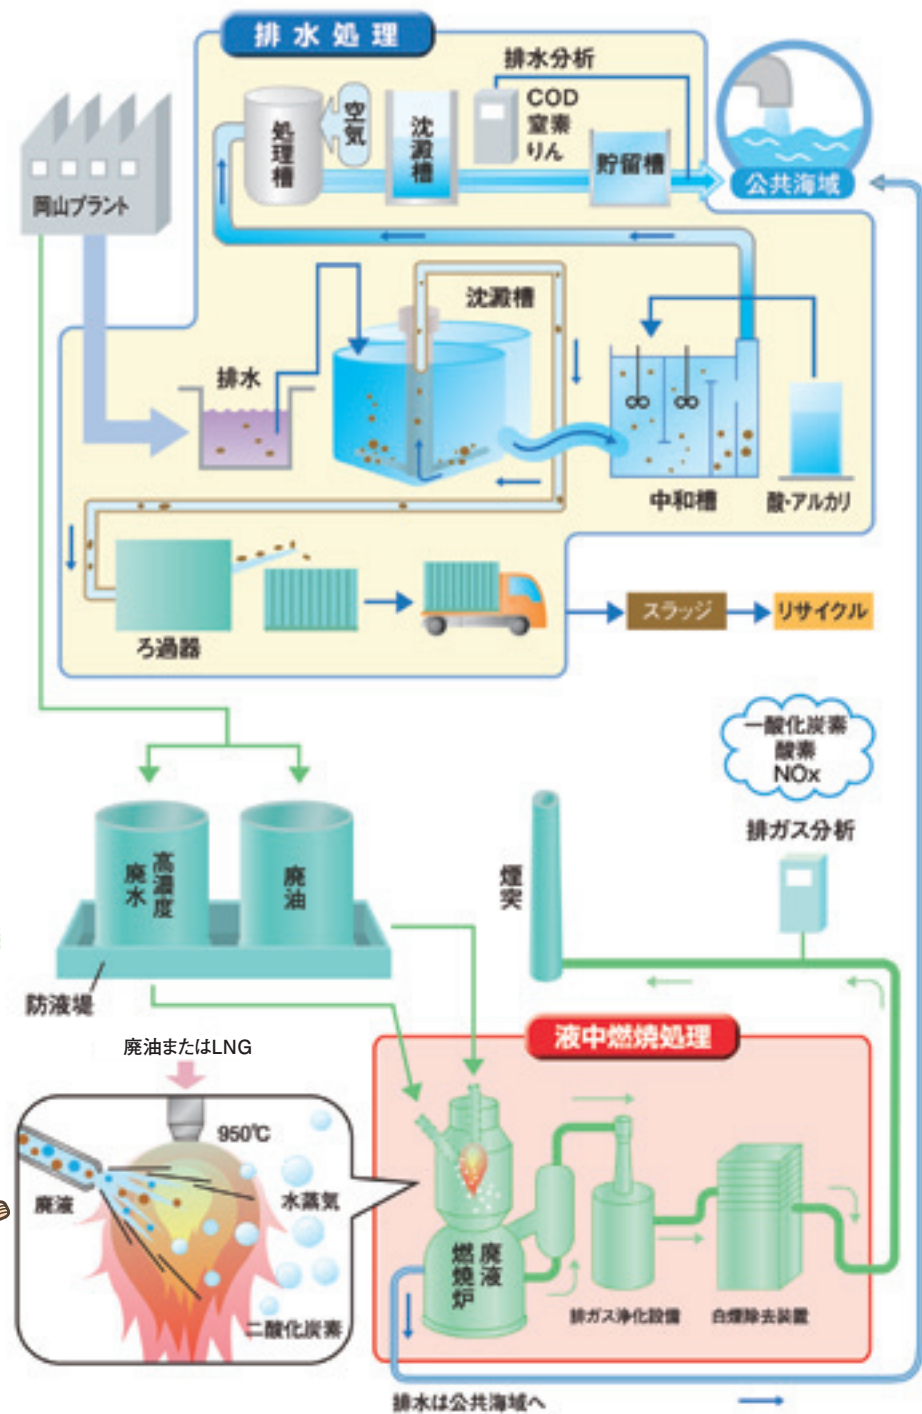 排水処理
排水分析
COD
窒素
りん
処理槽
空気
沈澱槽
貯留槽
公共海域
岡山プラント
沈澱槽
排水
中和槽
酸・アルカリ
ろ過器
スラッジ
リサイクル
一酸化炭素
酸素
NOx
排ガス分析
高濃度
廃水
廃油
煙突
防液堤
廃油またはLNG
液中燃焼処理
950℃
廃液
水蒸気
二酸化炭素
廃液
燃焼炉
排ガス浄化設備
白煙除去装置
排水は公共海域へ